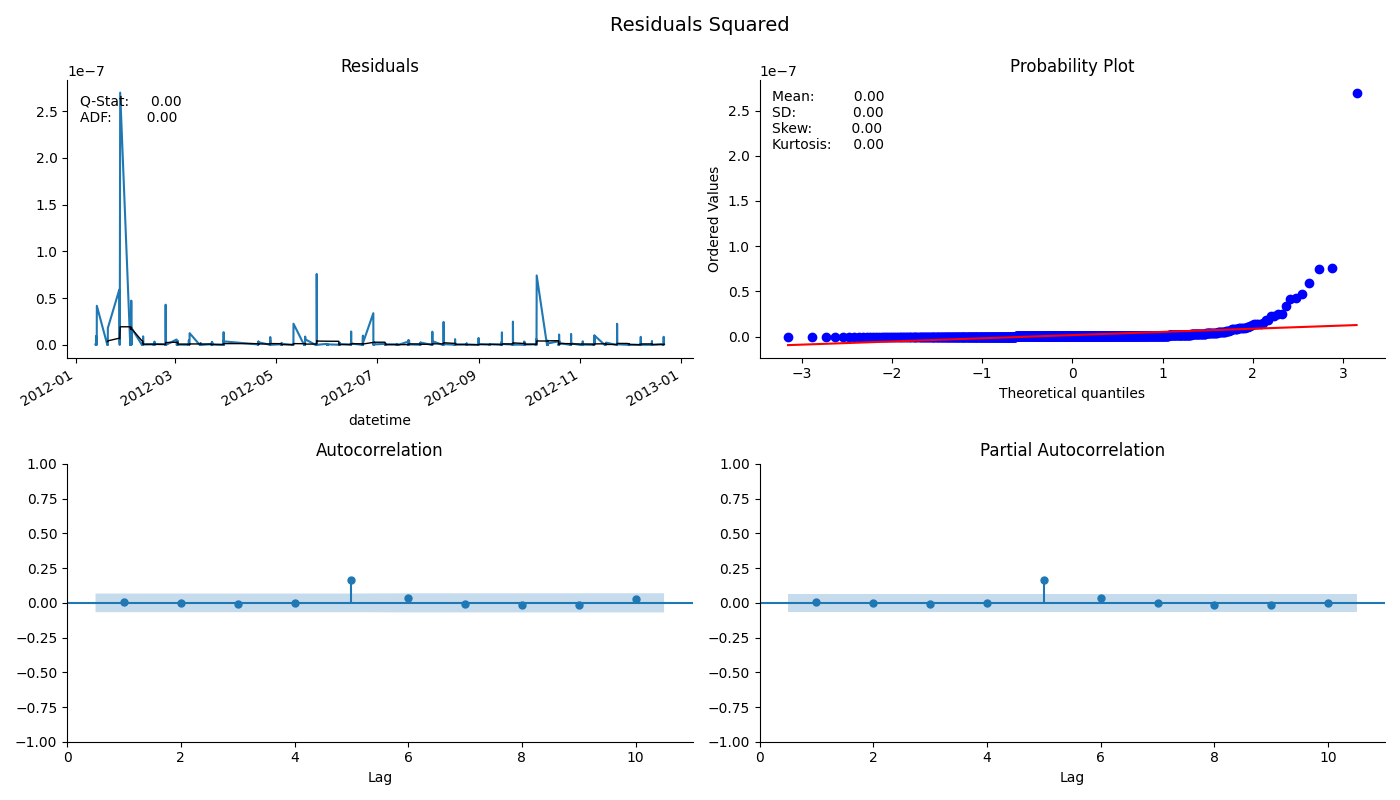 Residuals Squared
Residuals
1e−7
Q-Stat: 0.00
ADF: 0.00
2.5
2.0
1.5
1.0
0.5
0.0
2012-01 2012-03 2012-05 2012-07 2012-09 2012-11 2013-01
datetime
Probability Plot
1e−7
Mean: 0.00
SD: 0.00
Skew: 0.00
Kurtosis: 0.00
Ordered Values
2.5
2.0
1.5
1.0
0.5
0.0
−3 −2 −1 0 1 2 3
Theoretical quantiles
Autocorrelation
1.00
0.75
0.50
0.25
0.00
−0.25
−0.50
−0.75
−1.00
0 2 4 6 8 10
Lag
Partial Autocorrelation
1.00
0.75
0.50
0.25
0.00
−0.25
−0.50
−0.75
−1.00
0 2 4 6 8 10
Lag